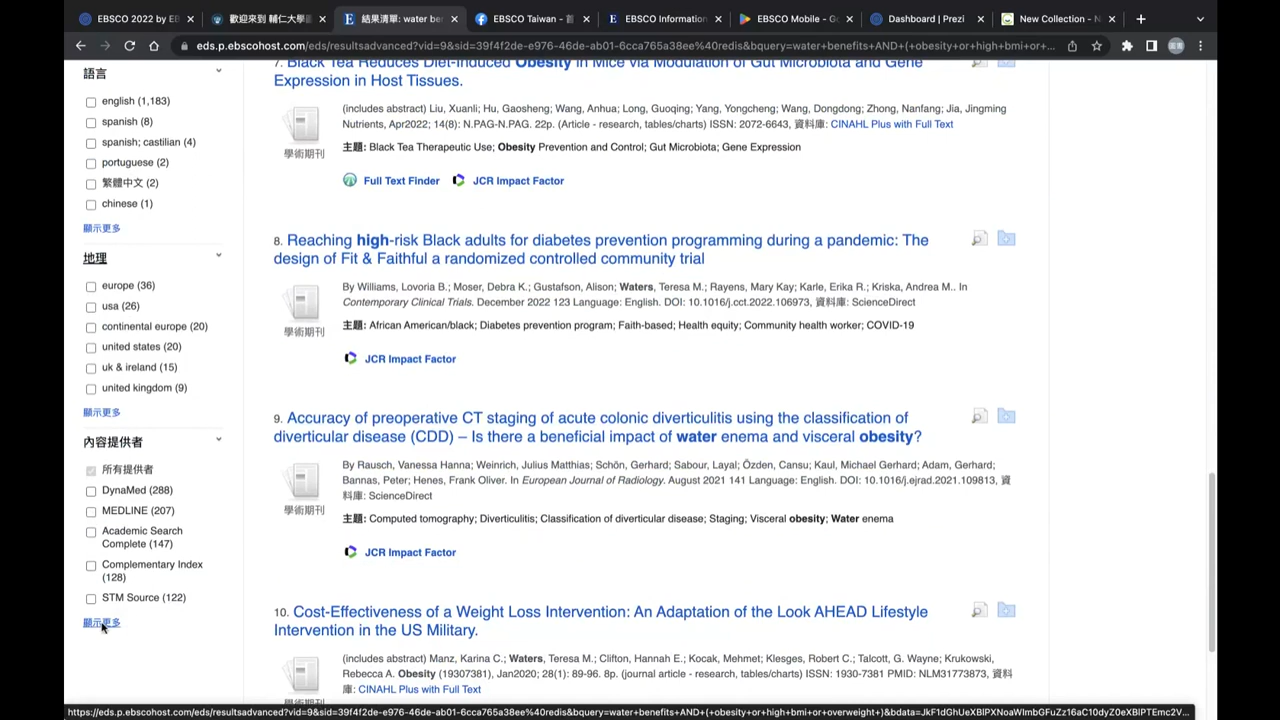 EBSCO 2022 by E
歡迎來到 輔仁大學
結果清單: water be
EBSCO Taiwan -
EBSCO Information
EBSCO Mobile - Go
Dashboard | Prezi
New Collection - N
eds.p.ebscohost.com/eds/resultsadvanced?vid=9&sid=39f4f2de-e976-46de-ab01-6cca765a38ee%40redis&bquery=water+benefits+AND+(+obesity+or+high+bmi+or+...
語言
english (1,183)
spanish (8)
spanish; castilian (4)
portuguese (2)
繁體中文 (2)
chinese (1)
顯示更多
地理
europe (36)
usa (26)
continental europe (20)
united states (20)
uk & ireland (15)
united kingdom (9)
顯示更多
內容提供者
所有提供者
DynaMed (288)
MEDLINE (207)
Academic Search
Complete (147)
Complementary Index
(128)
STM Source (122)
顯示更多
7. Black Tea Reduces Diet-Induced Obesity in Mice via Modulation of Gut Microbiota and Gene
Expression in Host Tissues.
(includes abstract) Liu, Xuanli; Hu, Gaosheng; Wang, Anhua; Long, Guoqing; Yang, Yongcheng; Wang, Dongdong; Zhong, Nanfang; Jia, Jingming
Nutrients, Apr2022; 14(8): N.PAG-N.PAG. 22p. (Article - research, tables/charts) ISSN: 2072-6643, 資料庫: CINAHL Plus with Full Text
學術期刊
主題: Black Tea Therapeutic Use; Obesity Prevention and Control; Gut Microbiota; Gene Expression
Full Text Finder JCR Impact Factor
8. Reaching high-risk Black adults for diabetes prevention programming during a pandemic: The
design of Fit & Faithful a randomized controlled community trial
By Williams, Lovoria B.; Moser, Debra K.; Gustafson, Alison; Waters, Teresa M.; Rayens, Mary Kay; Karle, Erika R.; Kriska, Andrea M.. In
Contemporary Clinical Trials. December 2022 123 Language: English. DOI: 10.1016/j.cct.2022.106973, 資料庫: ScienceDirect
學術期刊
主題: African American/black; Diabetes prevention program; Faith-based; Health equity; Community health worker; COVID-19
JCR Impact Factor
9. Accuracy of preoperative CT staging of acute colonic diverticulitis using the classification of
diverticular disease (CDD) – Is there a beneficial impact of water enema and visceral obesity?
By Rausch, Vanessa Hanna; Weinrich, Julius Matthias; Schön, Gerhard; Sabour, Layal; Özden, Cansu; Kaul, Michael Gerhard; Adam, Gerhard;
Bannas, Peter; Henes, Frank Oliver. In European Journal of Radiology. August 2021 141 Language: English. DOI: 10.1016/j.ejrad.2021.109813, 資
料庫: ScienceDirect
學術期刊
主題: Computed tomography; Diverticulitis; Classification of diverticular disease; Staging; Visceral obesity; Water enema
JCR Impact Factor
10. Cost-Effectiveness of a Weight Loss Intervention: An Adaptation of the Look AHEAD Lifestyle
Intervention in the US Military.
(includes abstract) Manz, Karina C.; Waters, Teresa M.; Clifton, Hannah E.; Kocak, Mehmet; Klesges, Robert C.; Talcott, G. Wayne; Krukowski,
Rebecca A. Obesity (19307381), Jan2020; 28(1): 89-96. 8p. (journal article - research, tables/charts) ISSN: 1930-7381 PMID: NLM31773873, 資料
庫: CINAHL Plus with Full Text